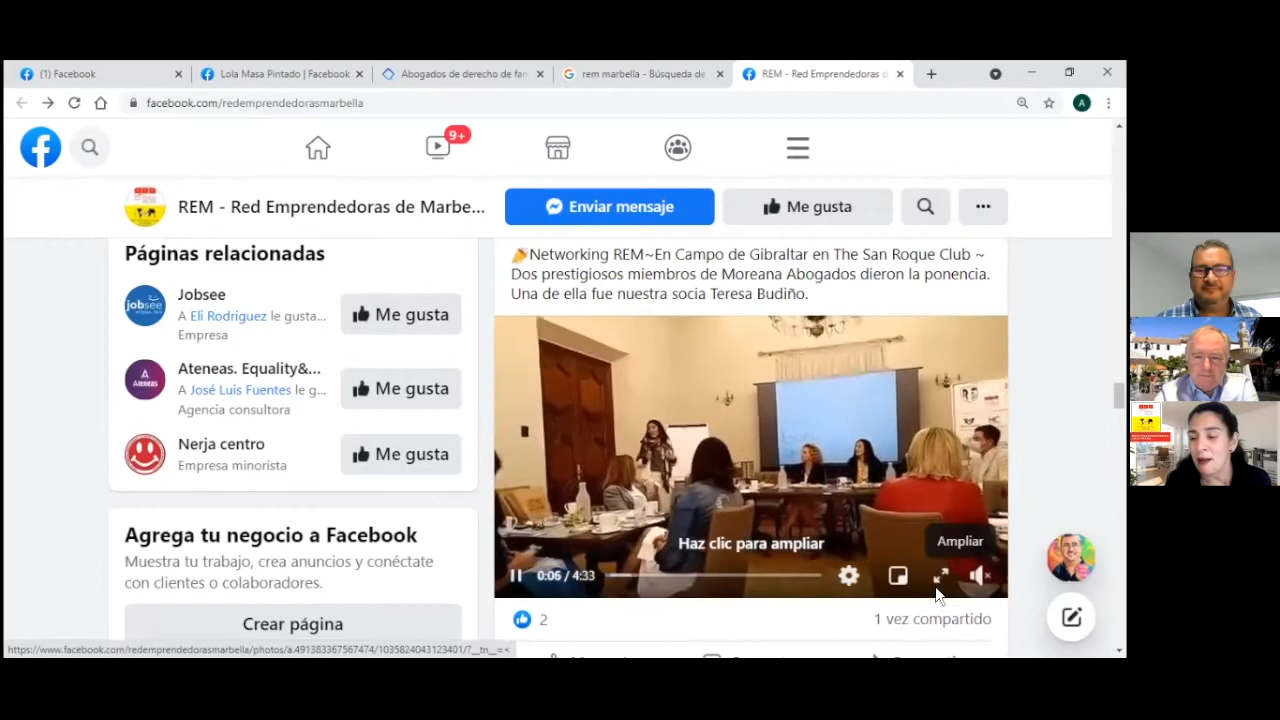 (1) Facebook
Lola Masa Pintado | Facebook
Abogados de derecho de fan
rem marbella - Búsqueda de
REM - Red Emprendedoras d
facebook.com/redemprendedorasmarbella
A
9+
REM - Red Emprendedoras de Marbe...
Enviar mensaje
Me gusta
Páginas relacionadas
Jobsee
A Eli Rodriguez le gusta...
Empresa
Me gusta
Ateneas. Equality&...
A José Luis Fuentes le g...
Agencia consultora
Me gusta
Nerja centro
Empresa minorista
Me gusta
Agrega tu negocio a Facebook
Muestra tu trabajo, crea anuncios y conéctate
con clientes o colaboradores.
Crear página
Networking REM~En Campo de Gibraltar en The San Roque Club ~
Dos prestigiosos miembros de Moreana Abogados dieron la ponencia.
Una de ella fue nuestra socia Teresa Budiño.
Haz clic para ampliar
Ampliar
0:06 / 4:33
2
1 vez compartido
https://www.facebook.com/redemprendedorasmarbella/photos/a.491383367567474/1035824043123401/?__tn__=<